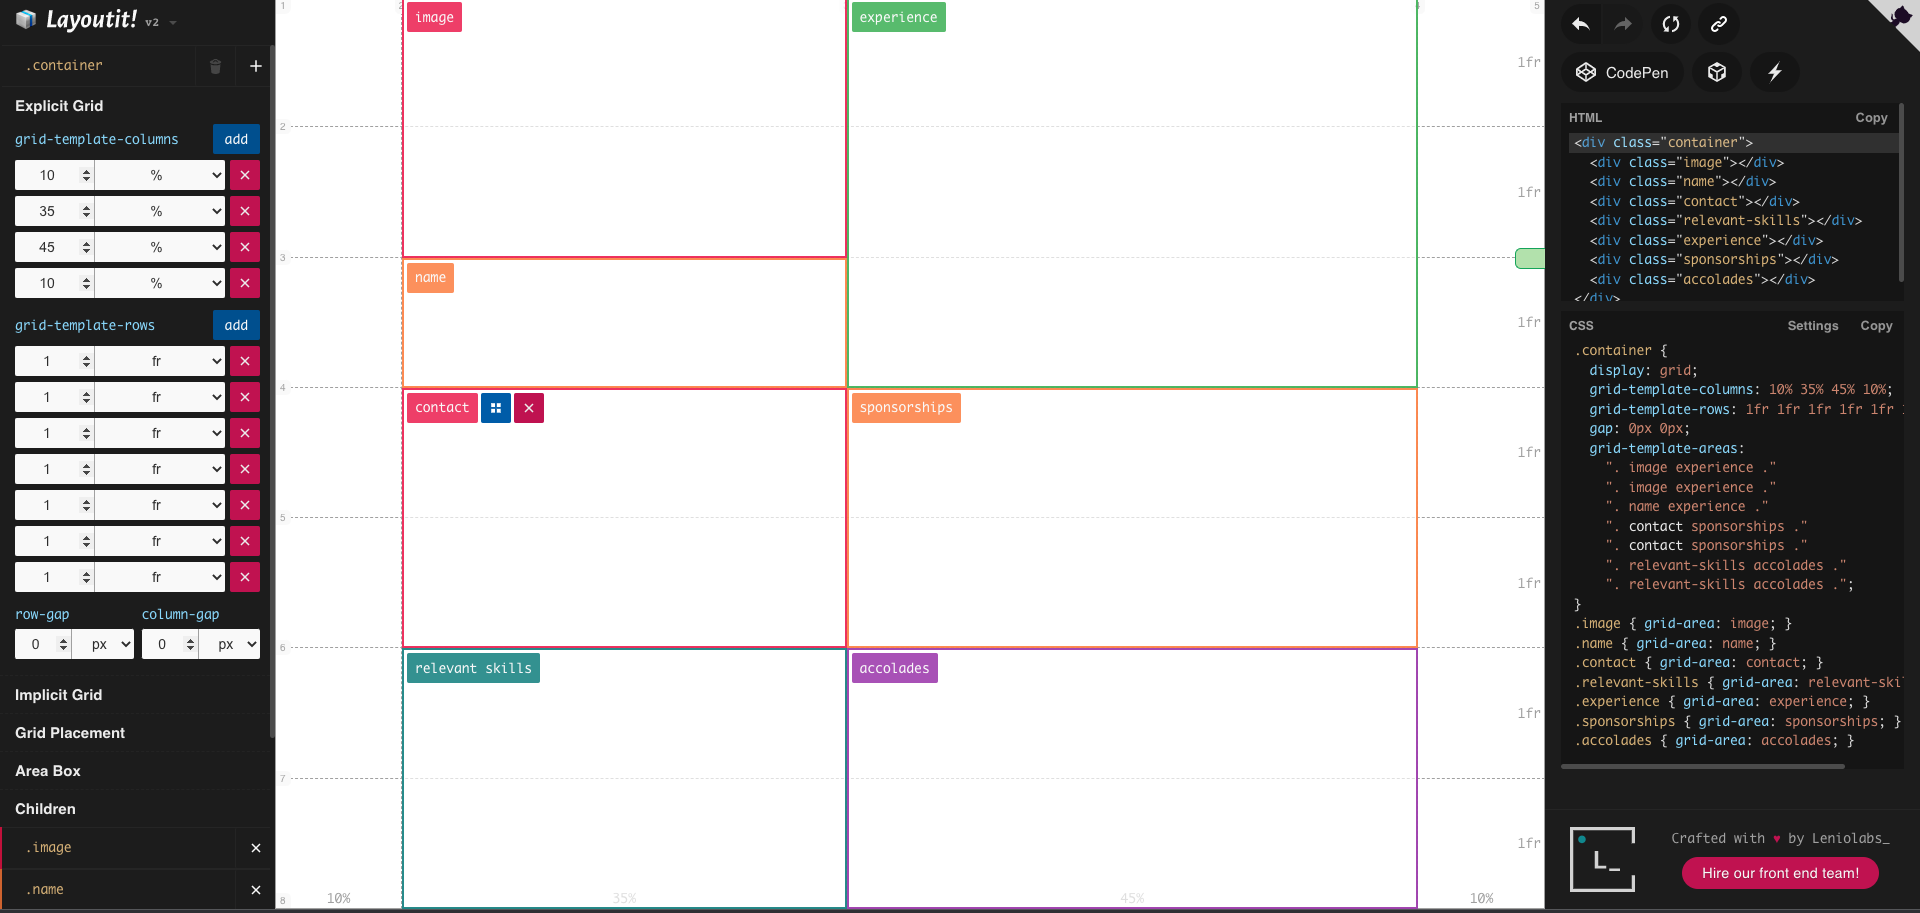 Layoutit! v2
.container
+
Explicit Grid
grid-template-columns add
10 % ×
35 % ×
45 % ×
10 % ×
grid-template-rows add
1 fr ×
1 fr ×
1 fr ×
1 fr ×
1 fr ×
1 fr ×
1 fr ×
row-gap column-gap
0 px 0 px
Implicit Grid
Grid Placement
Area Box
Children
.image ×
.name ×
1
5
image
experience
1fr
2
1fr
3
name
1fr
4
contact ×
sponsorships
1fr
5
1fr
6
relevant skills
accolades
1fr
7
1fr
8
10% 35% 45% 10%
CodePen
HTML Copy
<div class="container">
<div class="image"></div>
<div class="name"></div>
<div class="contact"></div>
<div class="relevant-skills"></div>
<div class="experience"></div>
<div class="sponsorships"></div>
<div class="accolades"></div>
</div>
CSS Settings Copy
.container {
display: grid;
grid-template-columns: 10% 35% 45% 10%;
grid-template-rows: 1fr 1fr 1fr 1fr 1fr
gap: 0px 0px;
grid-template-areas:
". image experience ."
". image experience ."
". name experience ."
". contact sponsorships ."
". contact sponsorships ."
". relevant-skills accolades ."
". relevant-skills accolades .";
}
.image { grid-area: image; }
.name { grid-area: name; }
.contact { grid-area: contact; }
.relevant-skills { grid-area: relevant-ski
.experience { grid-area: experience; }
.sponsorships { grid-area: sponsorships; }
.accolades { grid-area: accolades; }
L_
Crafted with ♥ by Leniolabs_
Hire our front end team!